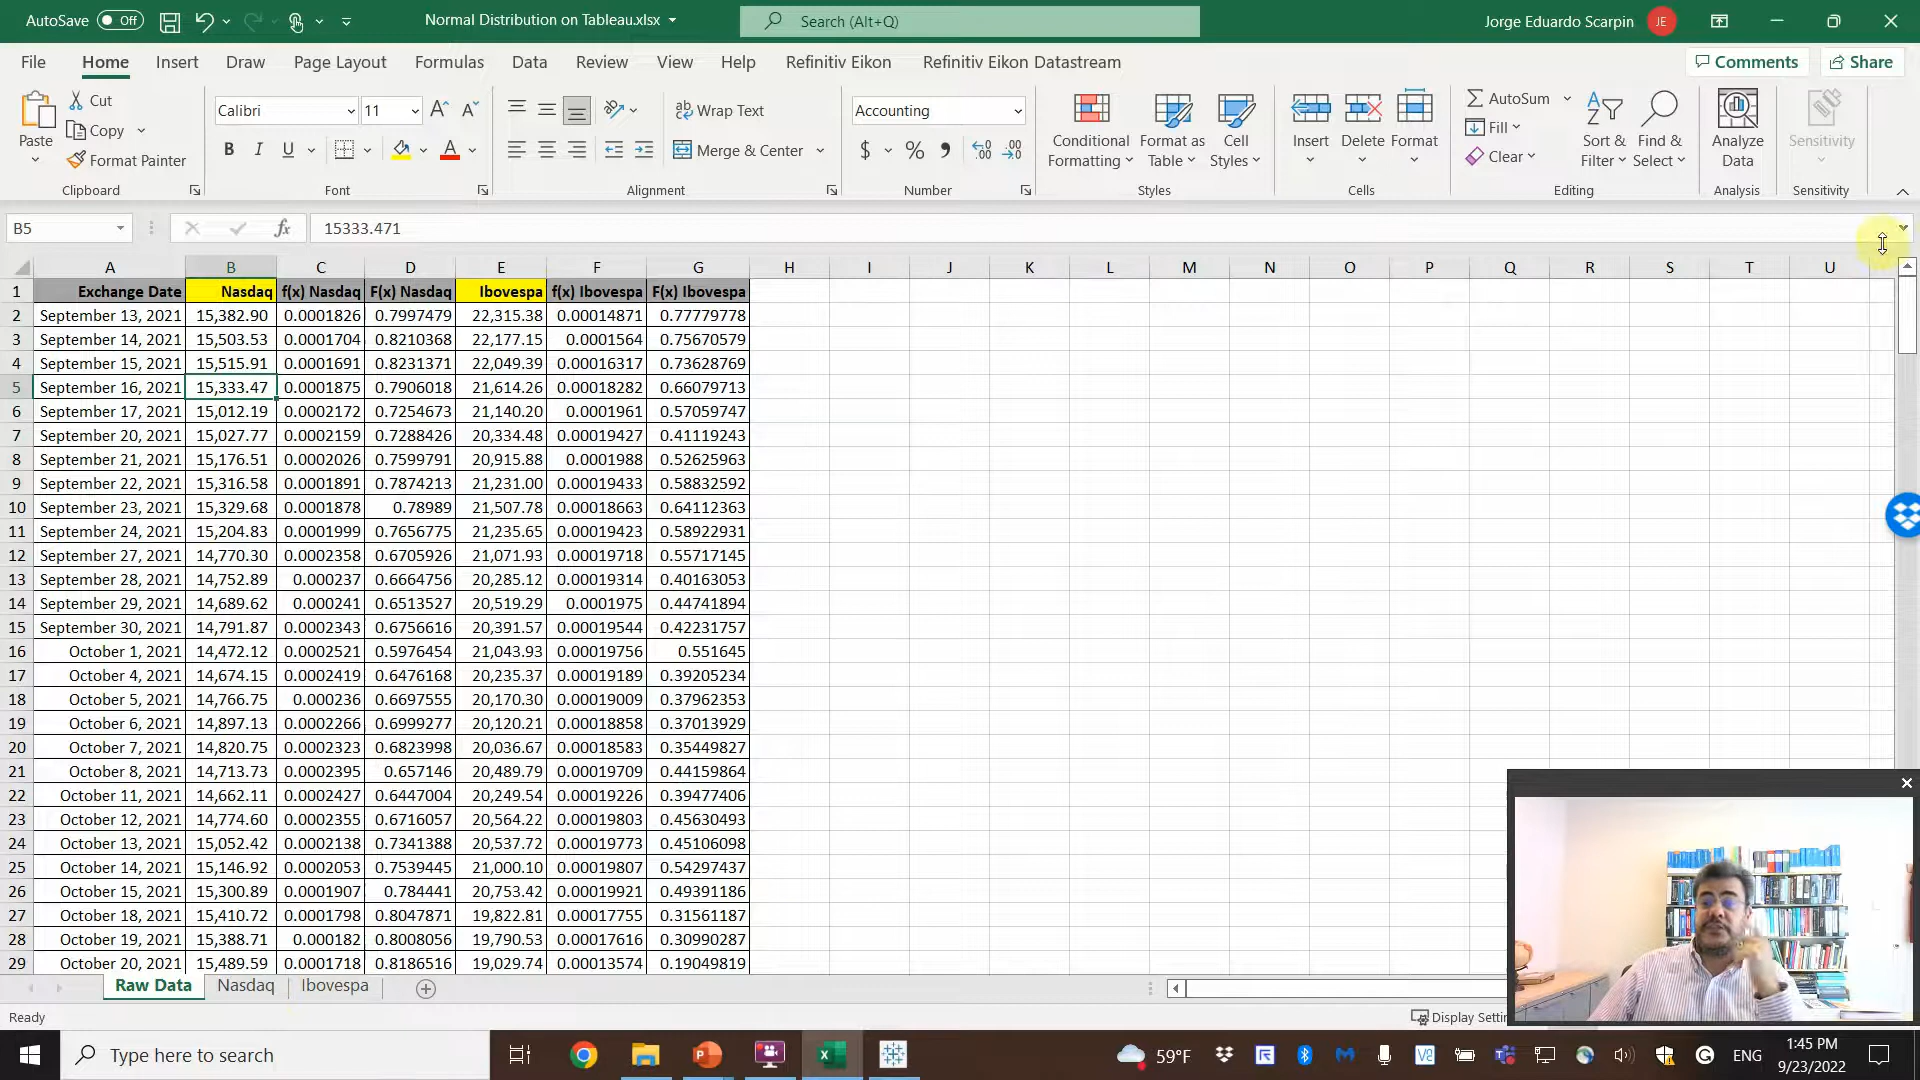 AutoSave Off Normal Distribution on Tableau.xlsx Search (Alt+Q) Jorge Eduardo Scarpin JE
File Home Insert Draw Page Layout Formulas Data Review View Help Refinitiv Eikon Refinitiv Eikon Datastream Comments Share
Cut Calibri 11 Wrap Text Accounting AutoSum
Copy Fill
Paste Format Painter B I U Merge & Center $ % Conditional Formatting Format as Table Cell Styles Insert Delete Format Clear Sort & Filter Find & Select Analyze Data Sensitivity
Clipboard Font Alignment Number Styles Cells Editing Analysis Sensitivity
B5 fx 15333.471
A B C D E F G H I J K L M N O P Q R S T U
1 Exchange Date Nasdaq f(x) Nasdaq F(x) Nasdaq Ibovespa f(x) Ibovespa F(x) Ibovespa
2 September 13, 2021 15,382.90 0.0001826 0.7997479 22,315.38 0.00014871 0.77779778
3 September 14, 2021 15,503.53 0.0001704 0.8210368 22,177.15 0.0001564 0.75670579
4 September 15, 2021 15,515.91 0.0001691 0.8231371 22,049.39 0.00016317 0.73628769
5 September 16, 2021 15,333.47 0.0001875 0.7906018 21,614.26 0.00018282 0.66079713
6 September 17, 2021 15,012.19 0.0002172 0.7254673 21,140.20 0.0001961 0.57059747
7 September 20, 2021 15,027.77 0.0002159 0.7288426 20,334.48 0.00019427 0.41119243
8 September 21, 2021 15,176.51 0.0002026 0.7599791 20,915.88 0.0001988 0.52625963
9 September 22, 2021 15,316.58 0.0001891 0.7874213 21,231.00 0.00019433 0.58832592
10 September 23, 2021 15,329.68 0.0001878 0.78989 21,507.78 0.00018663 0.64112363
11 September 24, 2021 15,204.83 0.0001999 0.7656775 21,235.65 0.00019423 0.58922931
12 September 27, 2021 14,770.30 0.0002358 0.6705926 21,071.93 0.00019718 0.55717145
13 September 28, 2021 14,752.89 0.000237 0.6664756 20,285.12 0.00019314 0.40163053
14 September 29, 2021 14,689.62 0.000241 0.6513527 20,519.29 0.0001975 0.44741894
15 September 30, 2021 14,791.87 0.0002343 0.6756616 20,391.57 0.00019544 0.42231757
16 October 1, 2021 14,472.12 0.0002521 0.5976454 21,043.93 0.00019756 0.551645
17 October 4, 2021 14,674.15 0.0002419 0.6476168 20,235.37 0.00019189 0.39205234
18 October 5, 2021 14,766.75 0.000236 0.6697555 20,170.30 0.00019009 0.37962353
19 October 6, 2021 14,897.13 0.0002266 0.6999277 20,120.21 0.00018858 0.37013929
20 October 7, 2021 14,820.75 0.0002323 0.6823998 20,036.67 0.00018583 0.35449827
21 October 8, 2021 14,713.73 0.0002395 0.657146 20,489.79 0.00019709 0.44159864
22 October 11, 2021 14,662.11 0.0002427 0.6447004 20,249.54 0.00019226 0.39477406
23 October 12, 2021 14,774.60 0.0002355 0.6716057 20,564.22 0.00019803 0.45630493
24 October 13, 2021 15,052.42 0.0002138 0.7341388 20,537.72 0.00019773 0.45106098
25 October 14, 2021 15,146.92 0.0002053 0.7539445 21,000.10 0.00019807 0.54297437
26 October 15, 2021 15,300.89 0.0001907 0.784441 20,753.42 0.00019921 0.49391186
27 October 18, 2021 15,410.72 0.0001798 0.8047871 19,822.81 0.00017755 0.31561187
28 October 19, 2021 15,388.71 0.000182 0.8008056 19,790.53 0.00017616 0.30990287
29 October 20, 2021 15,489.59 0.0001718 0.8186516 19,029.74 0.00013574 0.19049819
Raw Data Nasdaq Ibovespa
Ready Display Setti
Type here to search 59°F ENG 1:45 PM
9/23/2022